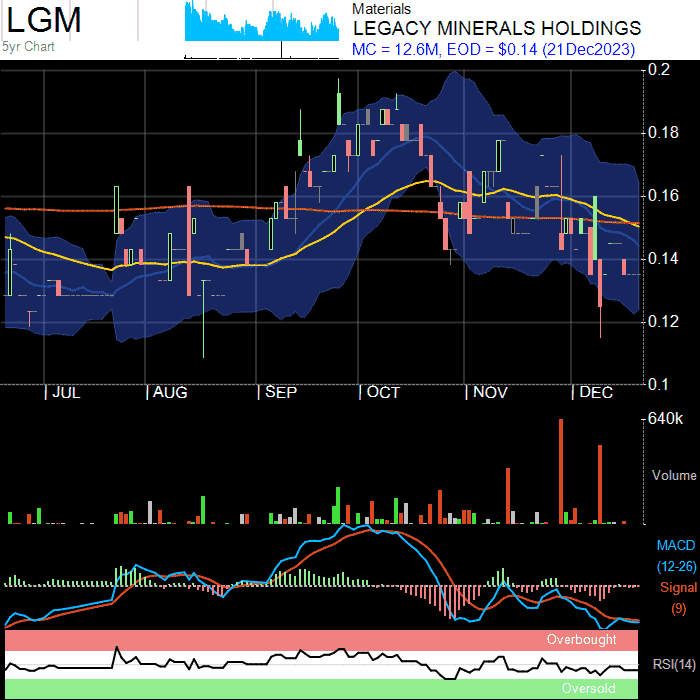 LGM
5yr Chart
Materials
LEGACY MINERALS HOLDINGS
MC = 12.6M, EOD = $0.14 (21Dec2023)
0.2
0.18
0.16
0.14
0.12
0.1
JUL
AUG
SEP
OCT
NOV
DEC
640k
Volume
MACD
(12-26)
Signal
(9)
Overbought
RSI(14)
Oversold